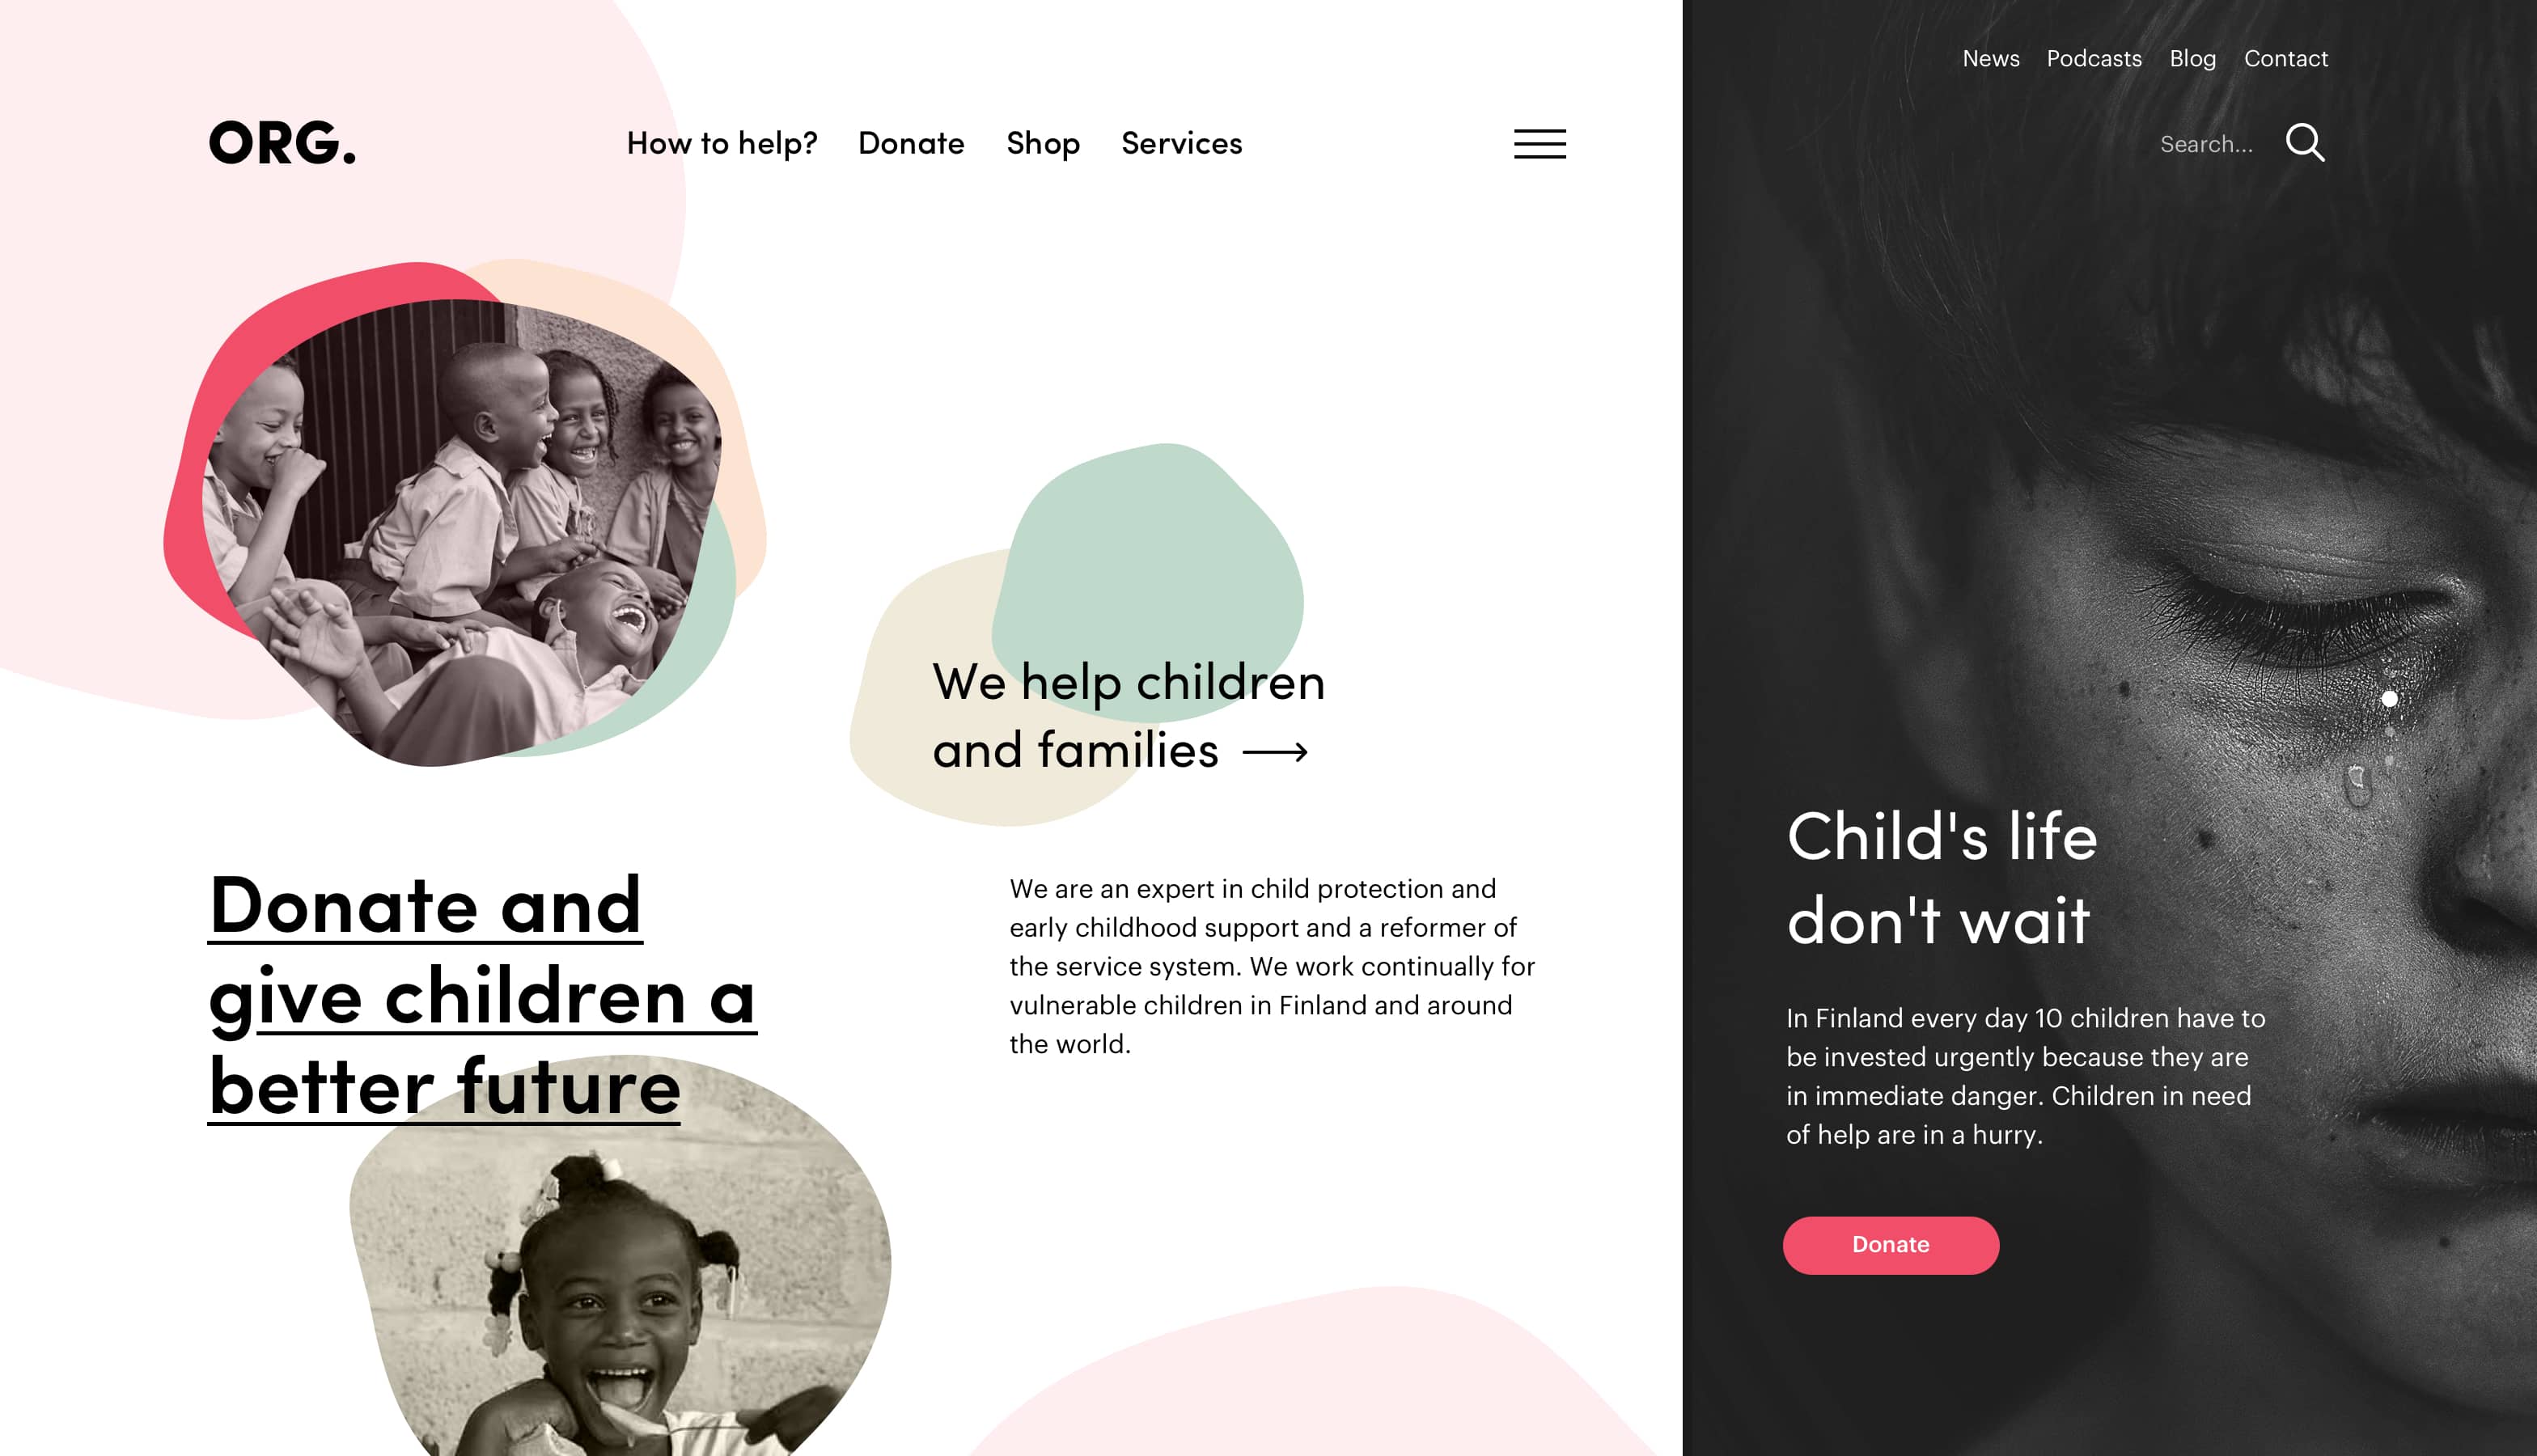 ORG.
How to help? Donate Shop Services
News Podcasts Blog Contact
Search...
We help children
and families
Donate and
give children a
better future
We are an expert in child protection and
early childhood support and a reformer of
the service system. We work continually for
vulnerable children in Finland and around
the world.
Child's life
don't wait
In Finland every day 10 children have to
be invested urgently because they are
in immediate danger. Children in need
of help are in a hurry.
Donate